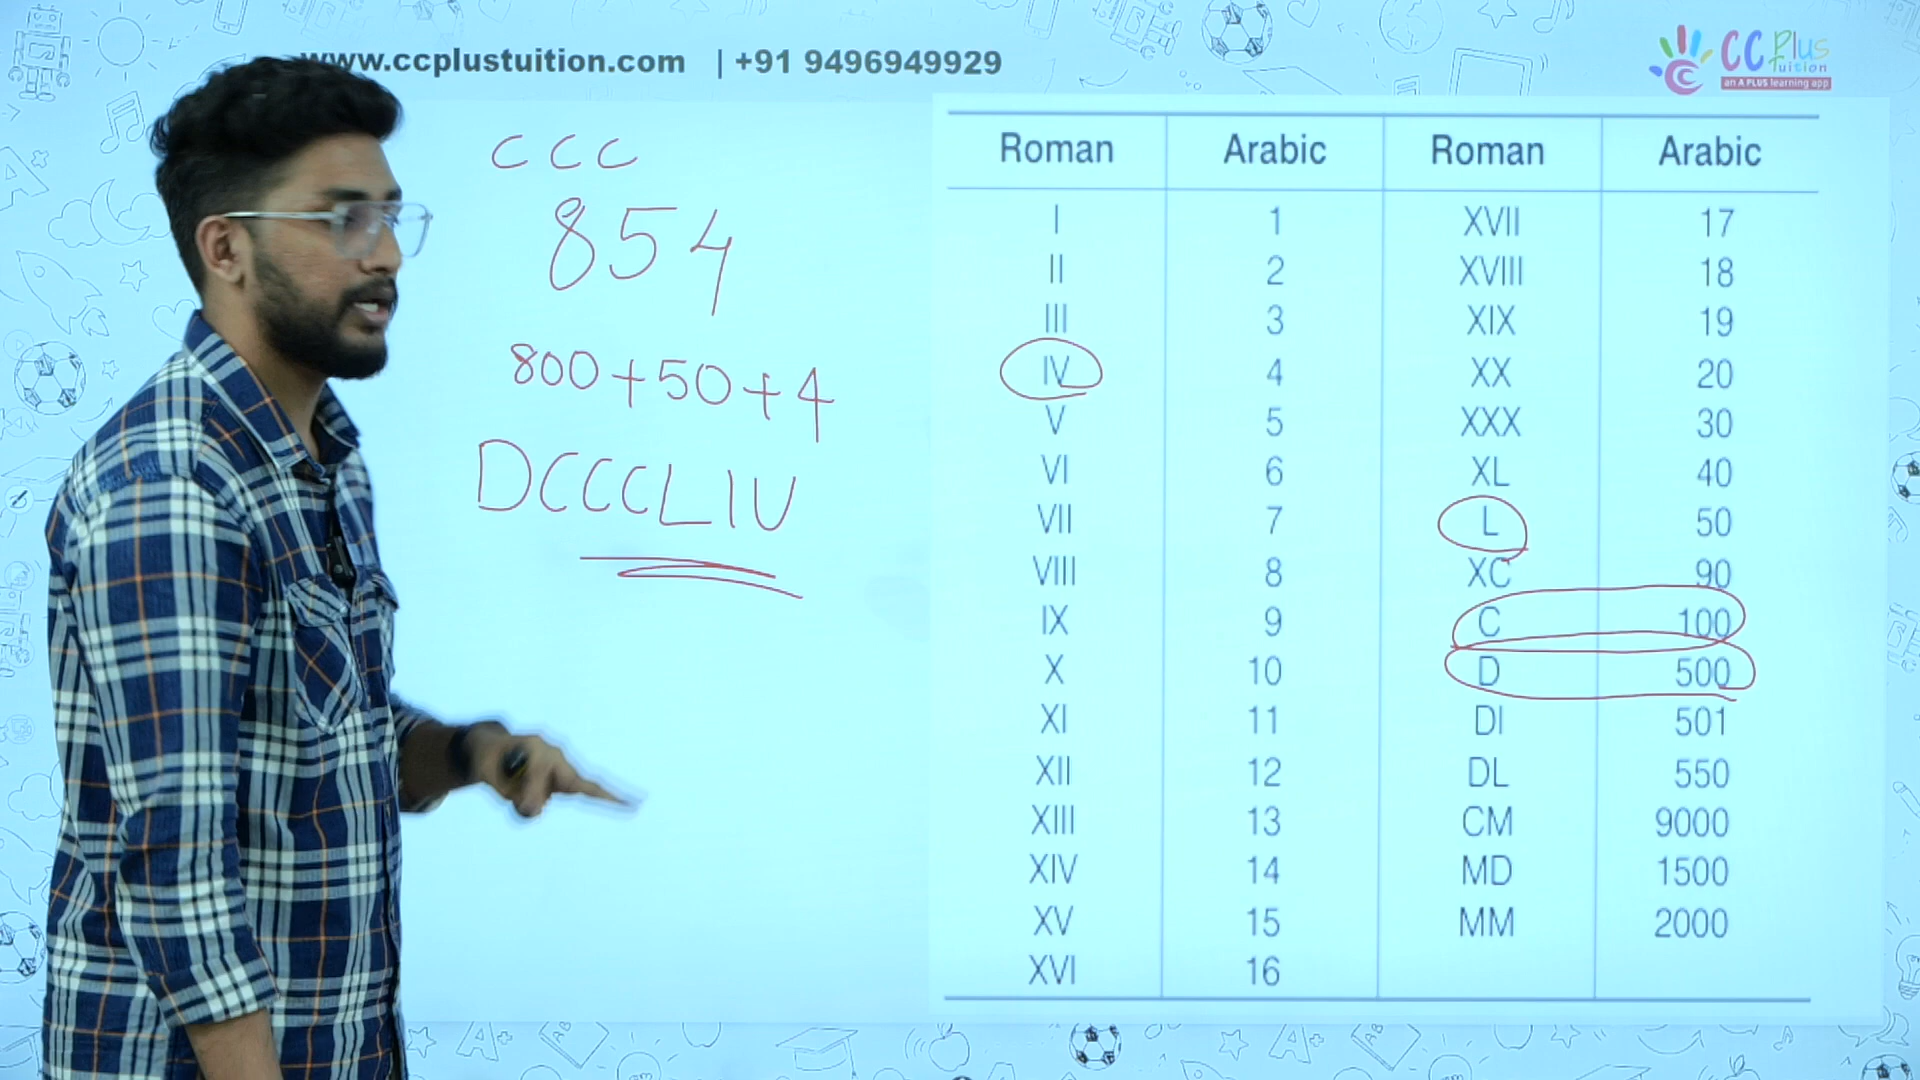 www.ccplustuition.com | +91 9496949929
CC Plus
Tuition
an A PLUS learning app
C C C
854
800+50+4
DCCCLIV
Roman Arabic Roman Arabic
I 1 XVII 17
II 2 XVIII 18
III 3 XIX 19
IV 4 XX 20
V 5 XXX 30
VI 6 XL 40
VII 7 L 50
VIII 8 XC 90
IX 9 C 100
X 10 D 500
XI 11 DI 501
XII 12 DL 550
XIII 13 CM 9000
XIV 14 MD 1500
XV 15 MM 2000
XVI 16